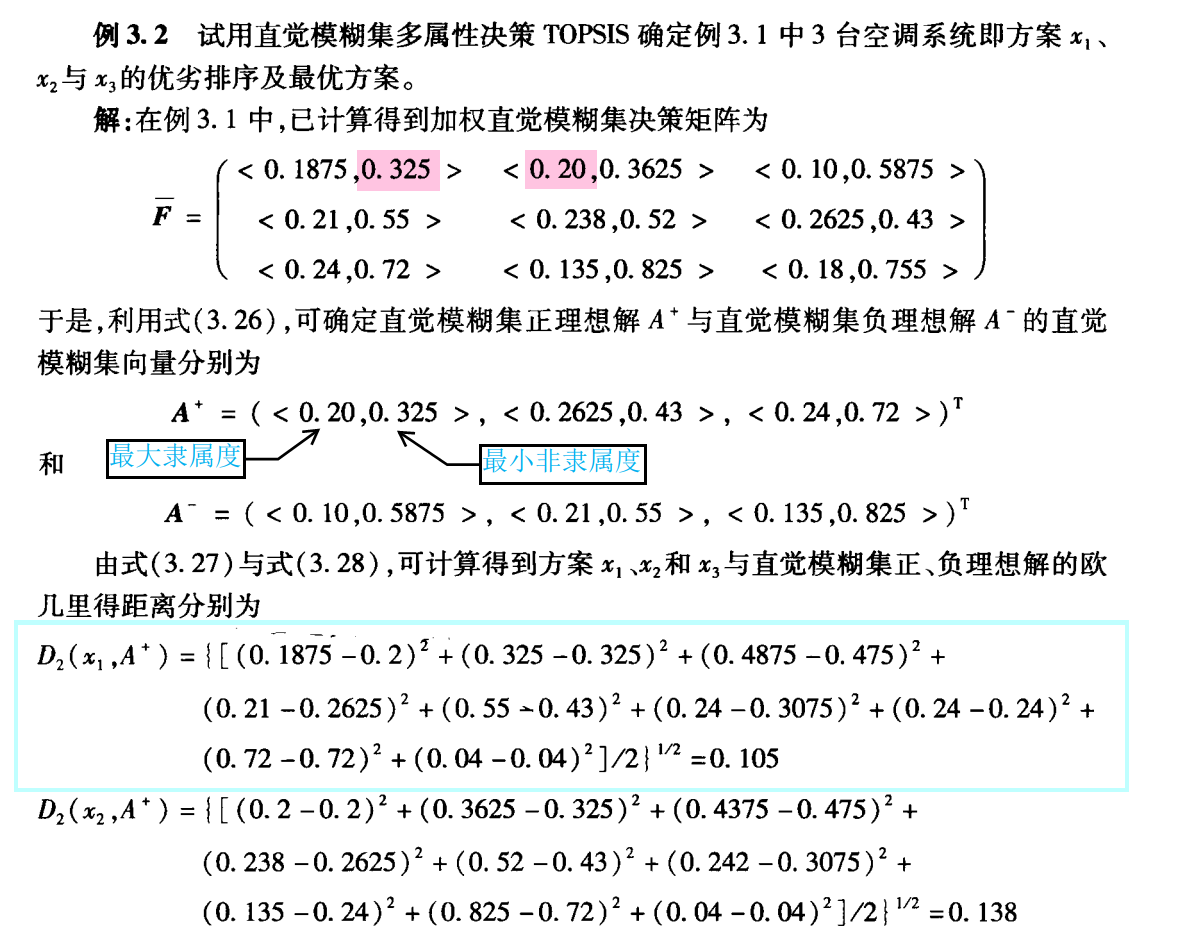 例 3.2 试用直觉模糊集多属性决策 TOPSIS 确定例 3.1 中 3 台空调系统即方案 x₁、
x₂与 x₃的优劣排序及最优方案。
解:在例 3.1 中,已计算得到加权直觉模糊集决策矩阵为
< 0.1875,0.325 > < 0.20,0.3625 > < 0.10,0.5875 >
F̅ = < 0.21,0.55 > < 0.238,0.52 > < 0.2625,0.43 >
< 0.24,0.72 > < 0.135,0.825 > < 0.18,0.755 >
于是,利用式(3.26),可确定直觉模糊集正理想解 A⁺ 与直觉模糊集负理想解 A⁻ 的直觉
模糊集向量分别为
A⁺ = ( < 0.20,0.325 > , < 0.2625,0.43 > , < 0.24,0.72 > )ᵀ
和 最大隶属度 最小非隶属度
A⁻ = ( < 0.10,0.5875 > , < 0.21,0.55 > , < 0.135,0.825 > )ᵀ
由式(3.27)与式(3.28),可计算得到方案 x₁、x₂和 x₃与直觉模糊集正、负理想解的欧
几里得距离分别为
D₂(x₁,A⁺) = {[(0.1875 - 0.2)² + (0.325 - 0.325)² + (0.4875 - 0.475)² +
(0.21 - 0.2625)² + (0.55 - 0.43)² + (0.24 - 0.3075)² + (0.24 - 0.24)² +
(0.72 - 0.72)² + (0.04 - 0.04)²]/2}^1/2 = 0.105
D₂(x₂,A⁺) = {[(0.2 - 0.2)² + (0.3625 - 0.325)² + (0.4375 - 0.475)² +
(0.238 - 0.2625)² + (0.52 - 0.43)² + (0.242 - 0.3075)² +
(0.135 - 0.24)² + (0.825 - 0.72)² + (0.04 - 0.04)²]/2}^1/2 = 0.138